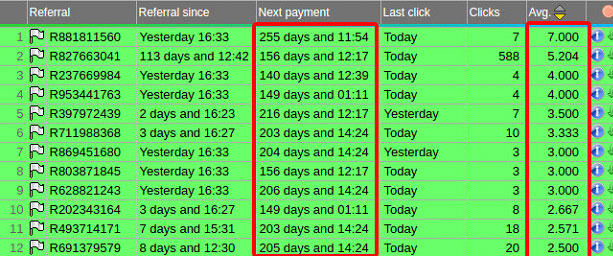 Referral Referral since Next payment Last click Clicks Avg.
1 R881811560 Yesterday 16:33 255 days and 11:54 Today 7 7.000
2 R827663041 113 days and 12:42 156 days and 12:17 Today 588 5.204
3 R237669984 Yesterday 16:33 140 days and 12:39 Today 4 4.000
4 R953441763 Yesterday 16:33 149 days and 01:11 Today 4 4.000
5 R397972439 2 days and 16:23 216 days and 12:17 Yesterday 7 3.500
6 R711988368 3 days and 16:27 203 days and 14:24 Today 10 3.333
7 R869451680 Yesterday 16:33 204 days and 14:24 Yesterday 3 3.000
8 R803871845 Yesterday 16:33 156 days and 12:17 Today 3 3.000
9 R628821243 Yesterday 16:33 206 days and 14:24 Today 3 3.000
10 R202343164 3 days and 16:27 149 days and 01:11 Today 8 2.667
11 R493714171 7 days and 15:31 203 days and 14:24 Today 18 2.571
12 R691379579 8 days and 12:30 205 days and 14:24 Today 20 2.500